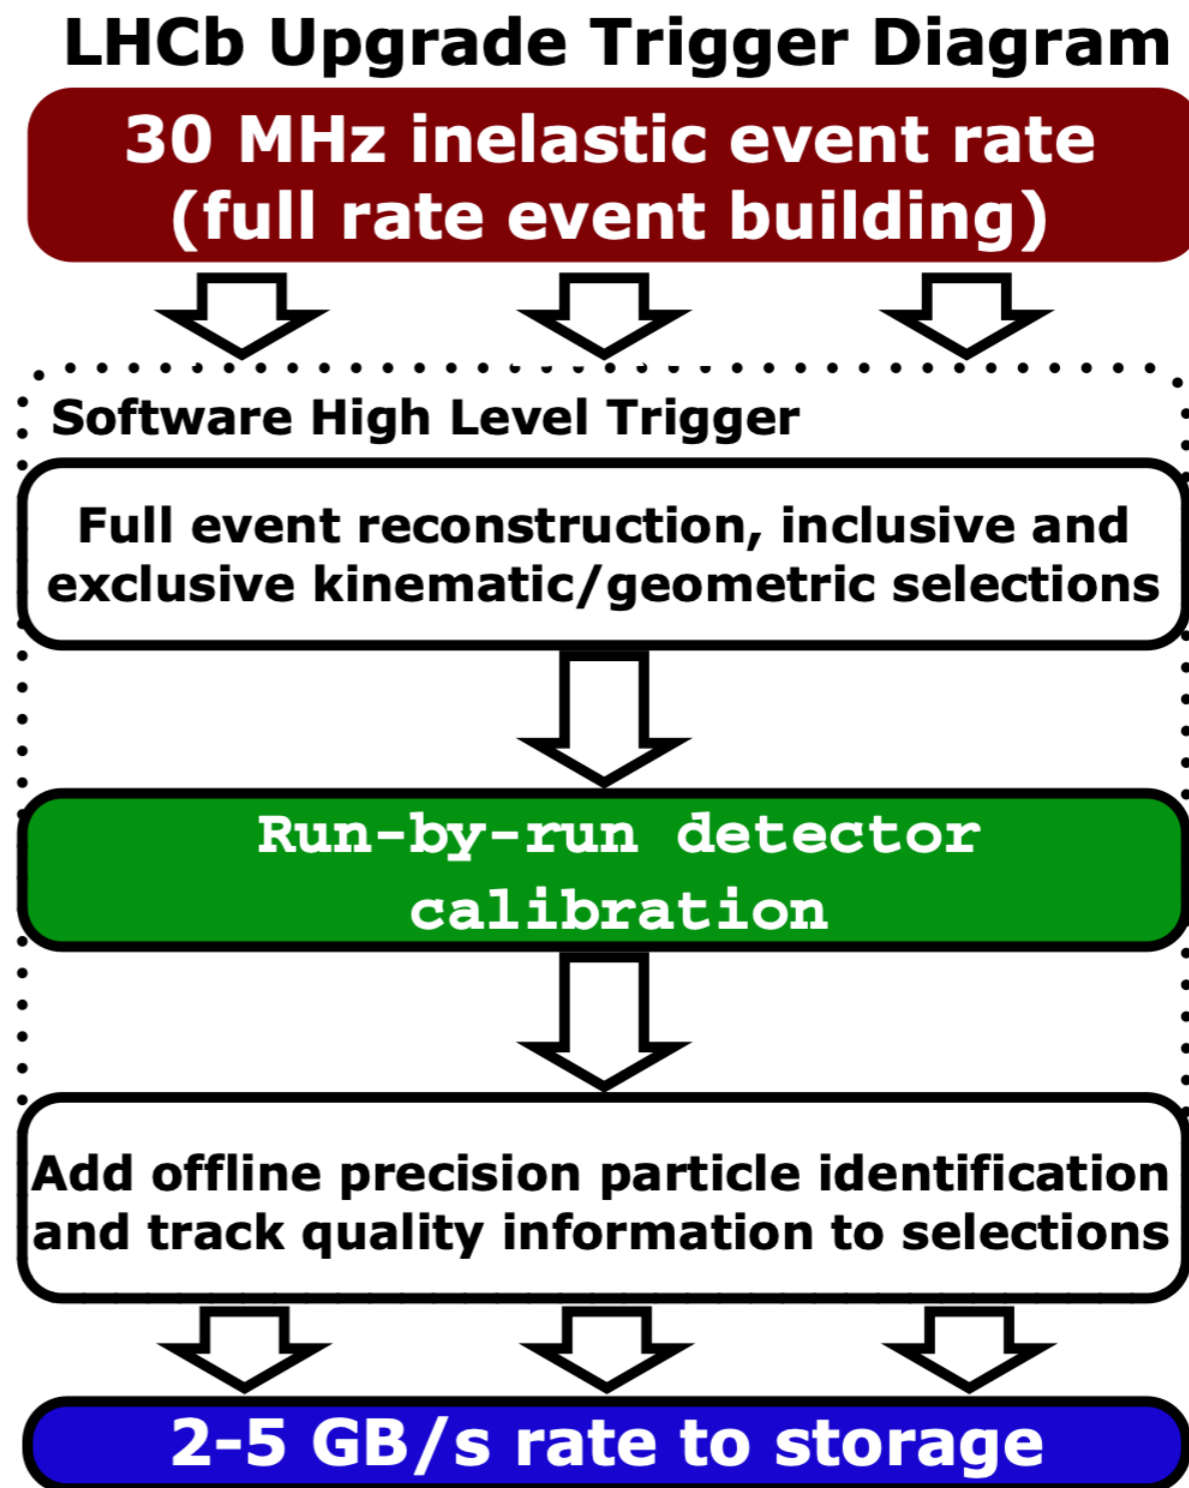 LHCb Upgrade Trigger Diagram
30 MHz inelastic event rate
(full rate event building)
Software High Level Trigger
Full event reconstruction, inclusive and
exclusive kinematic/geometric selections
Run-by-run detector
calibration
Add offline precision particle identification
and track quality information to selections
2-5 GB/s rate to storage